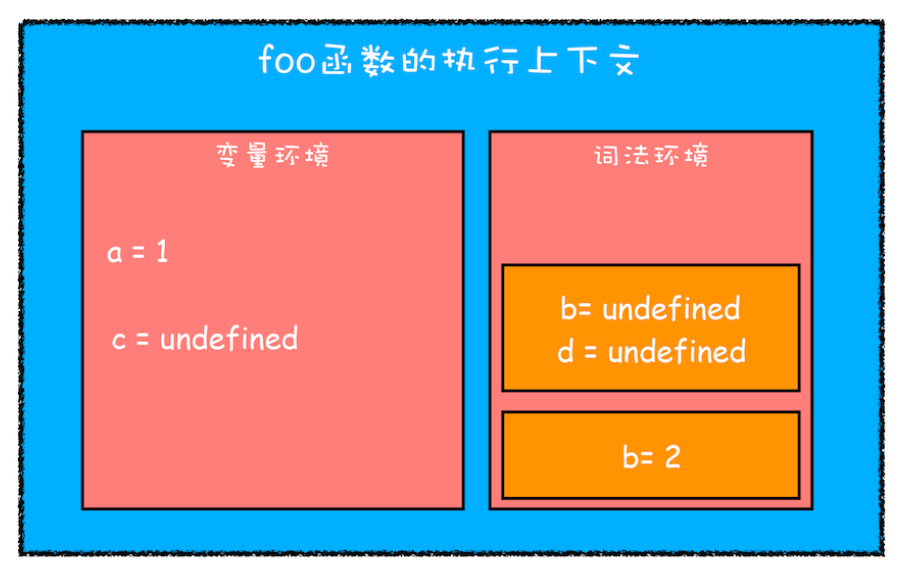 foo函数的执行上下文
变量环境
a = 1
c = undefined
词法环境
b= undefined
d = undefined
b= 2